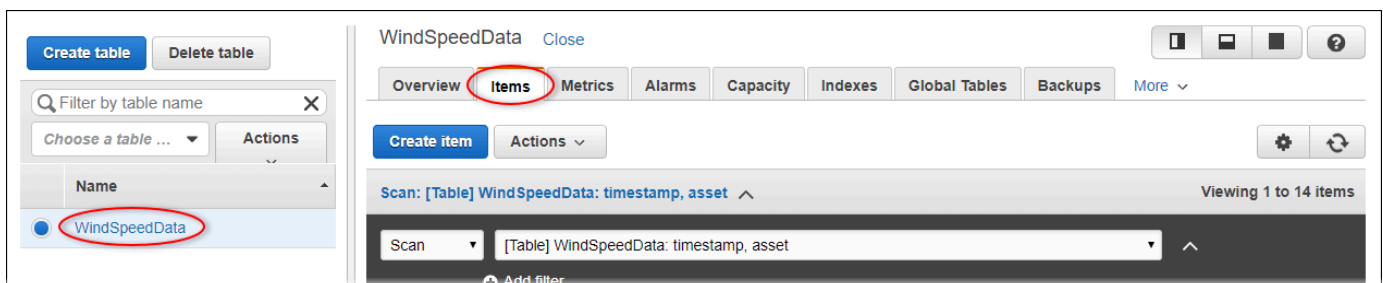 Create table
Delete table
Filter by table name
Choose a table ...
Actions
Name
WindSpeedData
WindSpeedData Close
Overview Items Metrics Alarms Capacity Indexes Global Tables Backups More
Create item Actions
Scan: [Table] WindSpeedData: timestamp, asset
Viewing 1 to 14 items
Scan [Table] WindSpeedData: timestamp, asset
Add filter